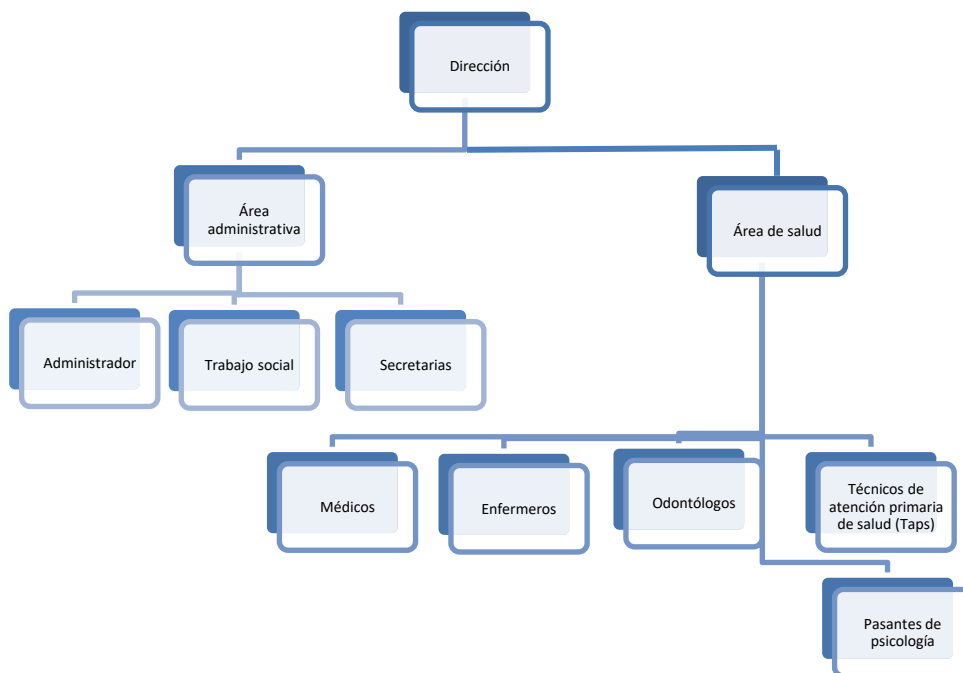 Dirección
Área
administrativa
Área de salud
Administrador
Trabajo social
Secretarias
Médicos
Enfermeros
Odontólogos
Técnicos de
atención primaria
de salud (Taps)
Pasantes de
psicología